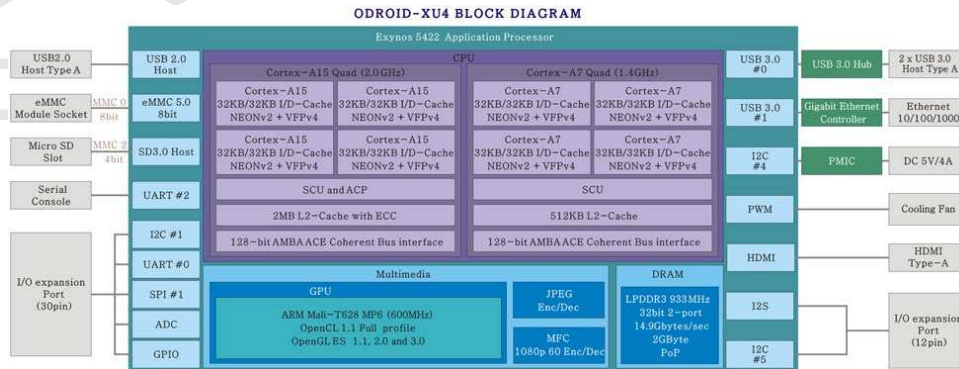 ODROID-XU4 BLOCK DIAGRAM
Exynos 5422 Application Processor
USB2.0
Host Type A
eMMC
Module Socket
MMC 0
8bit
Micro SD
Slot
MMC 2
4bit
Serial
Console
I/O expansion
Port
(30pin)
USB 2.0
Host
eMMC 5.0
8bit
SD3.0 Host
UART #2
I2C #1
UART #0
SPI #1
ADC
GPIO
CPU
Cortex-A15 Quad (2.0GHz)
Cortex-A15
32KB/32KB I/D-Cache
NEONv2 + VFPv4
Cortex-A15
32KB/32KB I/D-Cache
NEONv2 + VFPv4
Cortex-A15
32KB/32KB I/D-Cache
NEONv2 + VFPv4
Cortex-A15
32KB/32KB I/D-Cache
NEONv2 + VFPv4
SCU and ACP
2MB L2-Cache with ECC
128-bit AMBA ACE Coherent Bus interface
Cortex-A7 Quad (1.4GHz)
Cortex-A7
32KB/32KB I/D-Cache
NEONv2 + VFPv4
Cortex-A7
32KB/32KB I/D-Cache
NEONv2 + VFPv4
Cortex-A7
32KB/32KB I/D-Cache
NEONv2 + VFPv4
Cortex-A7
32KB/32KB I/D-Cache
NEONv2 + VFPv4
SCU
512KB L2-Cache
128-bit AMBA ACE Coherent Bus interface
Multimedia
GPU
ARM Mali-T628 MP6 (600MHz)
OpenCL 1.1 Full profile
OpenGL ES 1.1, 2.0 and 3.0
JPEG
Enc/Dec
MFC
1080p 60 Enc/Dec
DRAM
LPDDR3 933MHz
32bit 2-port
14.9Gbytes/sec
2GByte
PoP
USB 3.0
#0
USB 3.0
#1
I2C
#4
PWM
HDMI
I2S
I2C
#5
USB 3.0 Hub
Gigabit Ethernet
Controller
PMIC
2 x USB 3.0
Host Type A
Ethernet
10/100/1000
DC 5V/4A
Cooling Fan
HDMI
Type-A
I/O expansion
Port
(12pin)